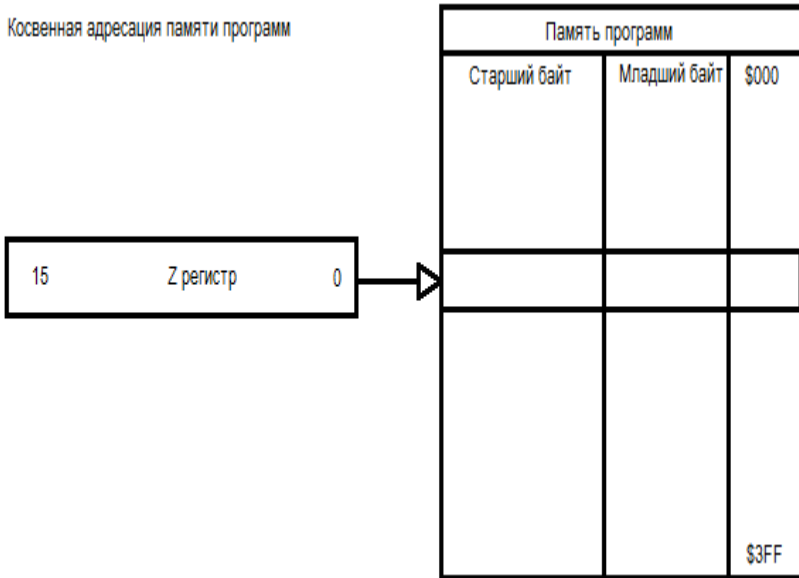 Косвенная адресация памяти программ
Память программ
Старший байт Младший байт $000
15 Z регистр 0
$3FF